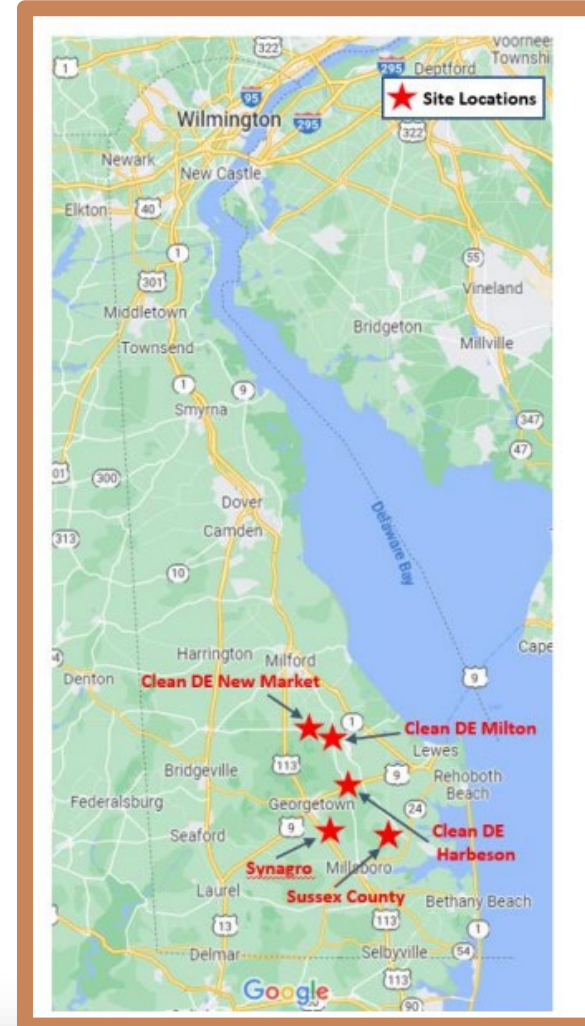 322
Voorhee
Township
1
295
Deptford
Site Locations
95
Wilmington
295
322
Newark
New Castle
Elkton
40
1
55
301
Vineland
Middletown
Bridgeton
Millville
Townsend
1
9
Smyrna
347
47
01
300
Dover
Camden
313
Delaware Bay
10
Cape
Harrington
Milford
Denton
9
Clean DE New Market
1
Clean DE Milton
Lewes
Bridgeville
113
9
Rehoboth
Beach
Federalsburg
Georgetown
24
Seaford
9
Clean DE
Harbeson
Synagro
Millsboro
Laurel
Sussex County
Bethany Beach
13
113
1
Delmar
Selbyville
54
113
Google
90